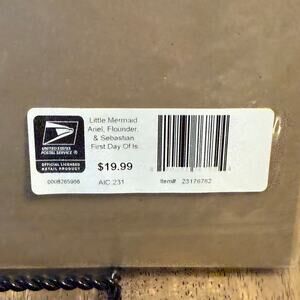 UNITED STATES
POSTAL SERVICE®
OFFICIAL LICENSED
RETAIL PRODUCT
Little Mermaid
Ariel, Flounder,
& Sebastian
First Day Of Is
$19.99
AIC 231
Item# 23176762